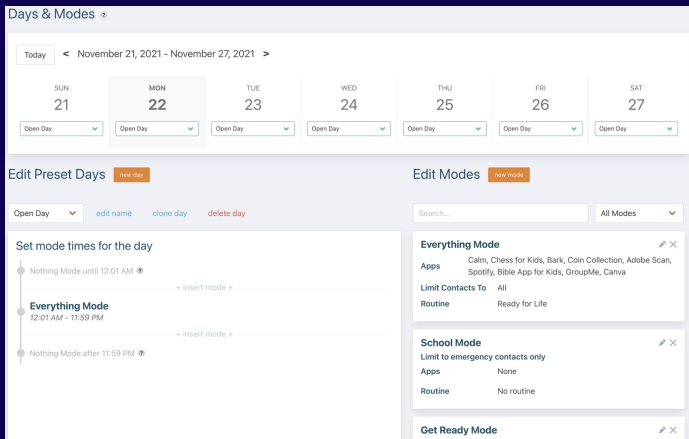 Days & Modes ?
Today < November 21, 2021 - November 27, 2021 >
SUN MON TUE WED THU FRI SAT
21 22 23 24 25 26 27
Open Day Open Day Open Day Open Day Open Day Open Day Open Day
Edit Preset Days new day
Open Day edit name clone day delete day
Set mode times for the day
Nothing Mode until 12:01 AM ?
+ insert mode +
Everything Mode
12:01 AM - 11:59 PM
+ insert mode +
Nothing Mode after 11:59 PM ?
Edit Modes new mode
Search... All Modes
Everything Mode
Apps Calm, Chess for Kids, Bark, Coin Collection, Adobe Scan,
Spotify, Bible App for Kids, GroupMe, Canva
Limit Contacts To All
Routine Ready for Life
School Mode
Limit to emergency contacts only
Apps None
Routine No routine
Get Ready Mode